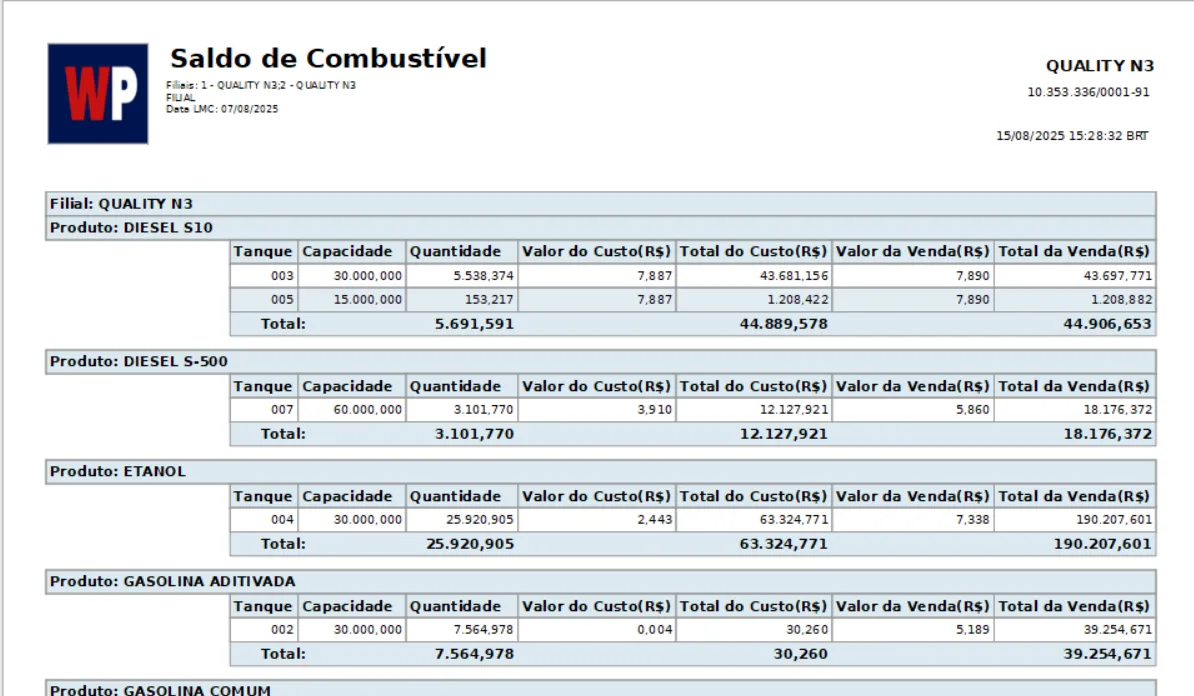 WP
Saldo de Combustível
Filiais: 1 - QUALITY N3;2 - QUALITY N3
FILIAL
Data LMC: 07/08/2025
QUALITY N3
10.353.336/0001-91
15/08/2025 15:28:32 BRT
Filial: QUALITY N3
Produto: DIESEL S10
Tanque Capacidade Quantidade Valor do Custo(R$) Total do Custo(R$) Valor da Venda(R$) Total da Venda(R$)
003 30.000,000 5.538,374 7,887 43.681,156 7,890 43.697,771
005 15.000,000 153,217 7,887 1.208,422 7,890 1.208,882
Total: 5.691,591 44.889,578 44.906,653
Produto: DIESEL S-500
Tanque Capacidade Quantidade Valor do Custo(R$) Total do Custo(R$) Valor da Venda(R$) Total da Venda(R$)
007 60.000,000 3.101,770 3,910 12.127,921 5,860 18.176,372
Total: 3.101,770 12.127,921 18.176,372
Produto: ETANOL
Tanque Capacidade Quantidade Valor do Custo(R$) Total do Custo(R$) Valor da Venda(R$) Total da Venda(R$)
004 30.000,000 25.920,905 2,443 63.324,771 7,338 190.207,601
Total: 25.920,905 63.324,771 190.207,601
Produto: GASOLINA ADITIVADA
Tanque Capacidade Quantidade Valor do Custo(R$) Total do Custo(R$) Valor da Venda(R$) Total da Venda(R$)
002 30.000,000 7.564,978 0,004 30,260 5,189 39.254,671
Total: 7.564,978 30,260 39.254,671
Produto: GASOLINA COMUM